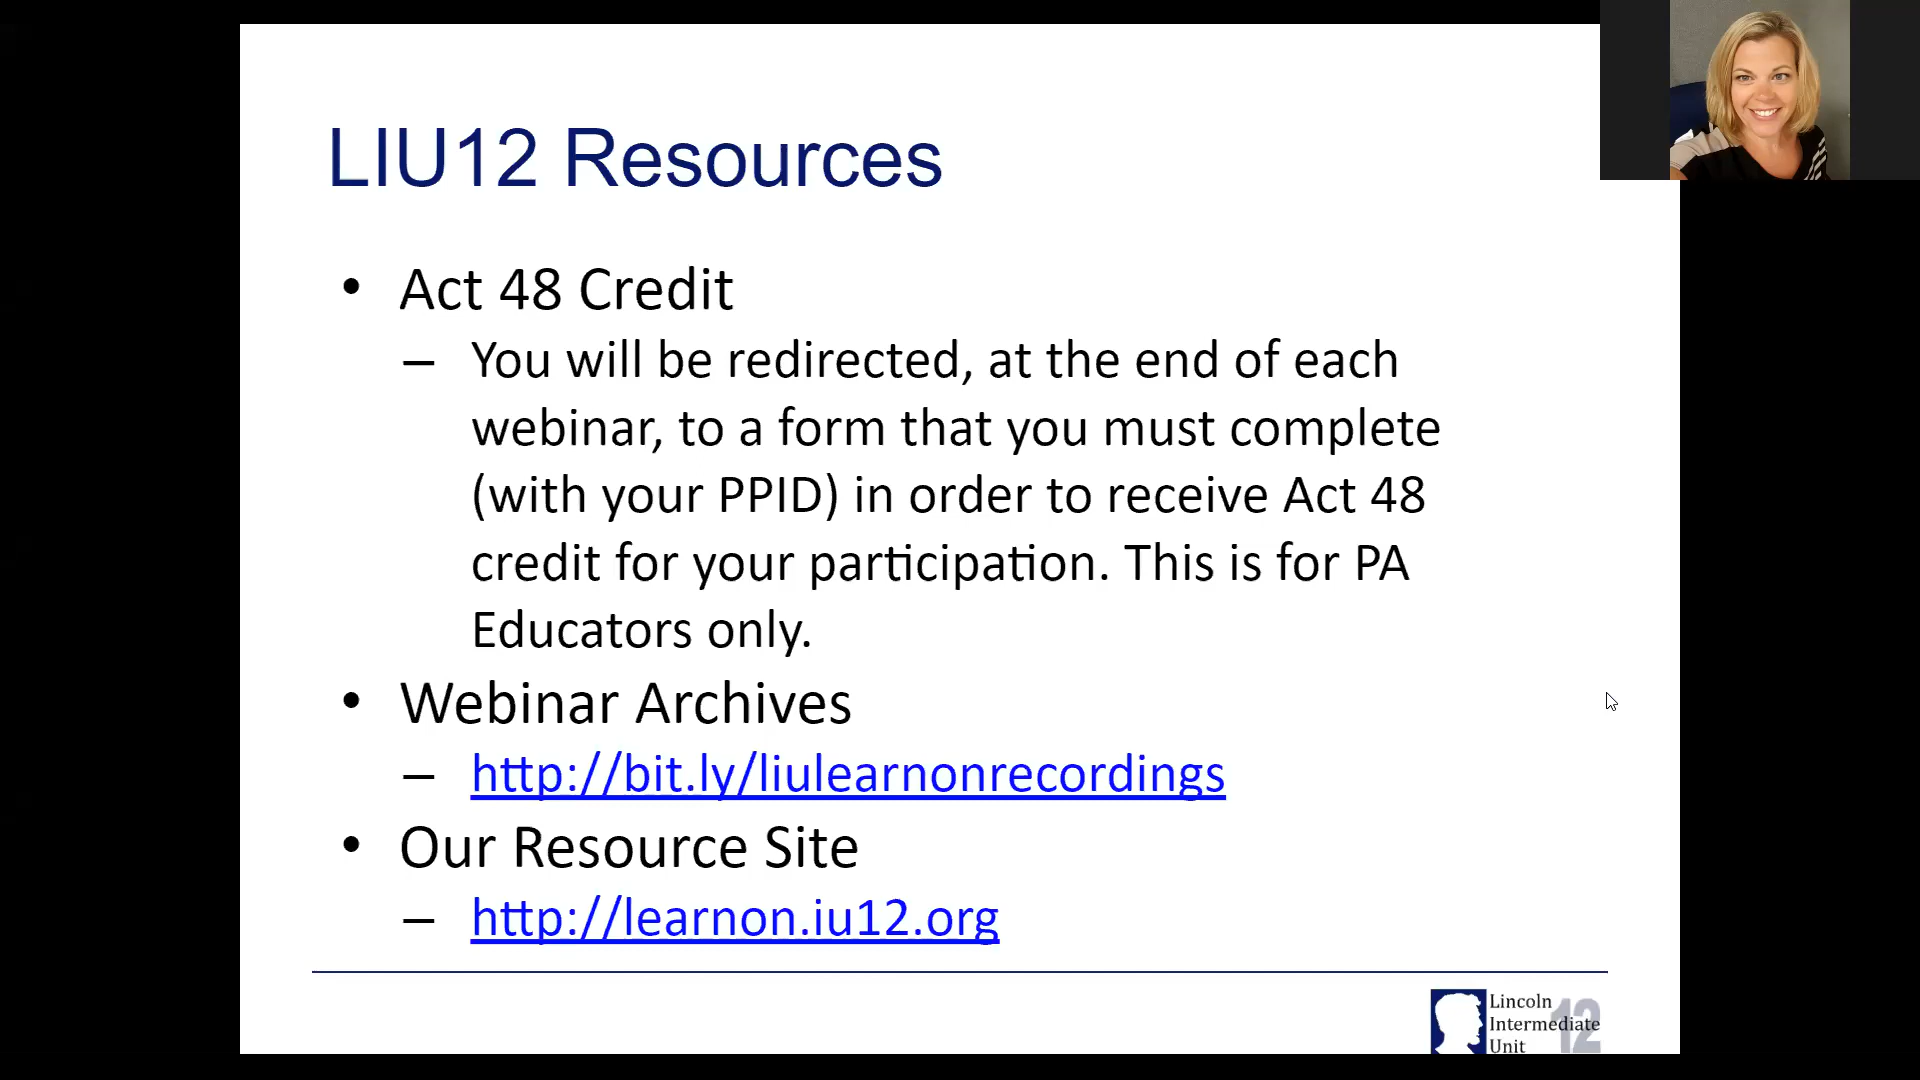 LIU12 Resources
• Act 48 Credit
– You will be redirected, at the end of each
webinar, to a form that you must complete
(with your PPID) in order to receive Act 48
credit for your participation. This is for PA
Educators only.
• Webinar Archives
– http://bit.ly/liulearnonrecordings
• Our Resource Site
– http://learnon.iu12.org
Lincoln
Intermediate
Unit
12